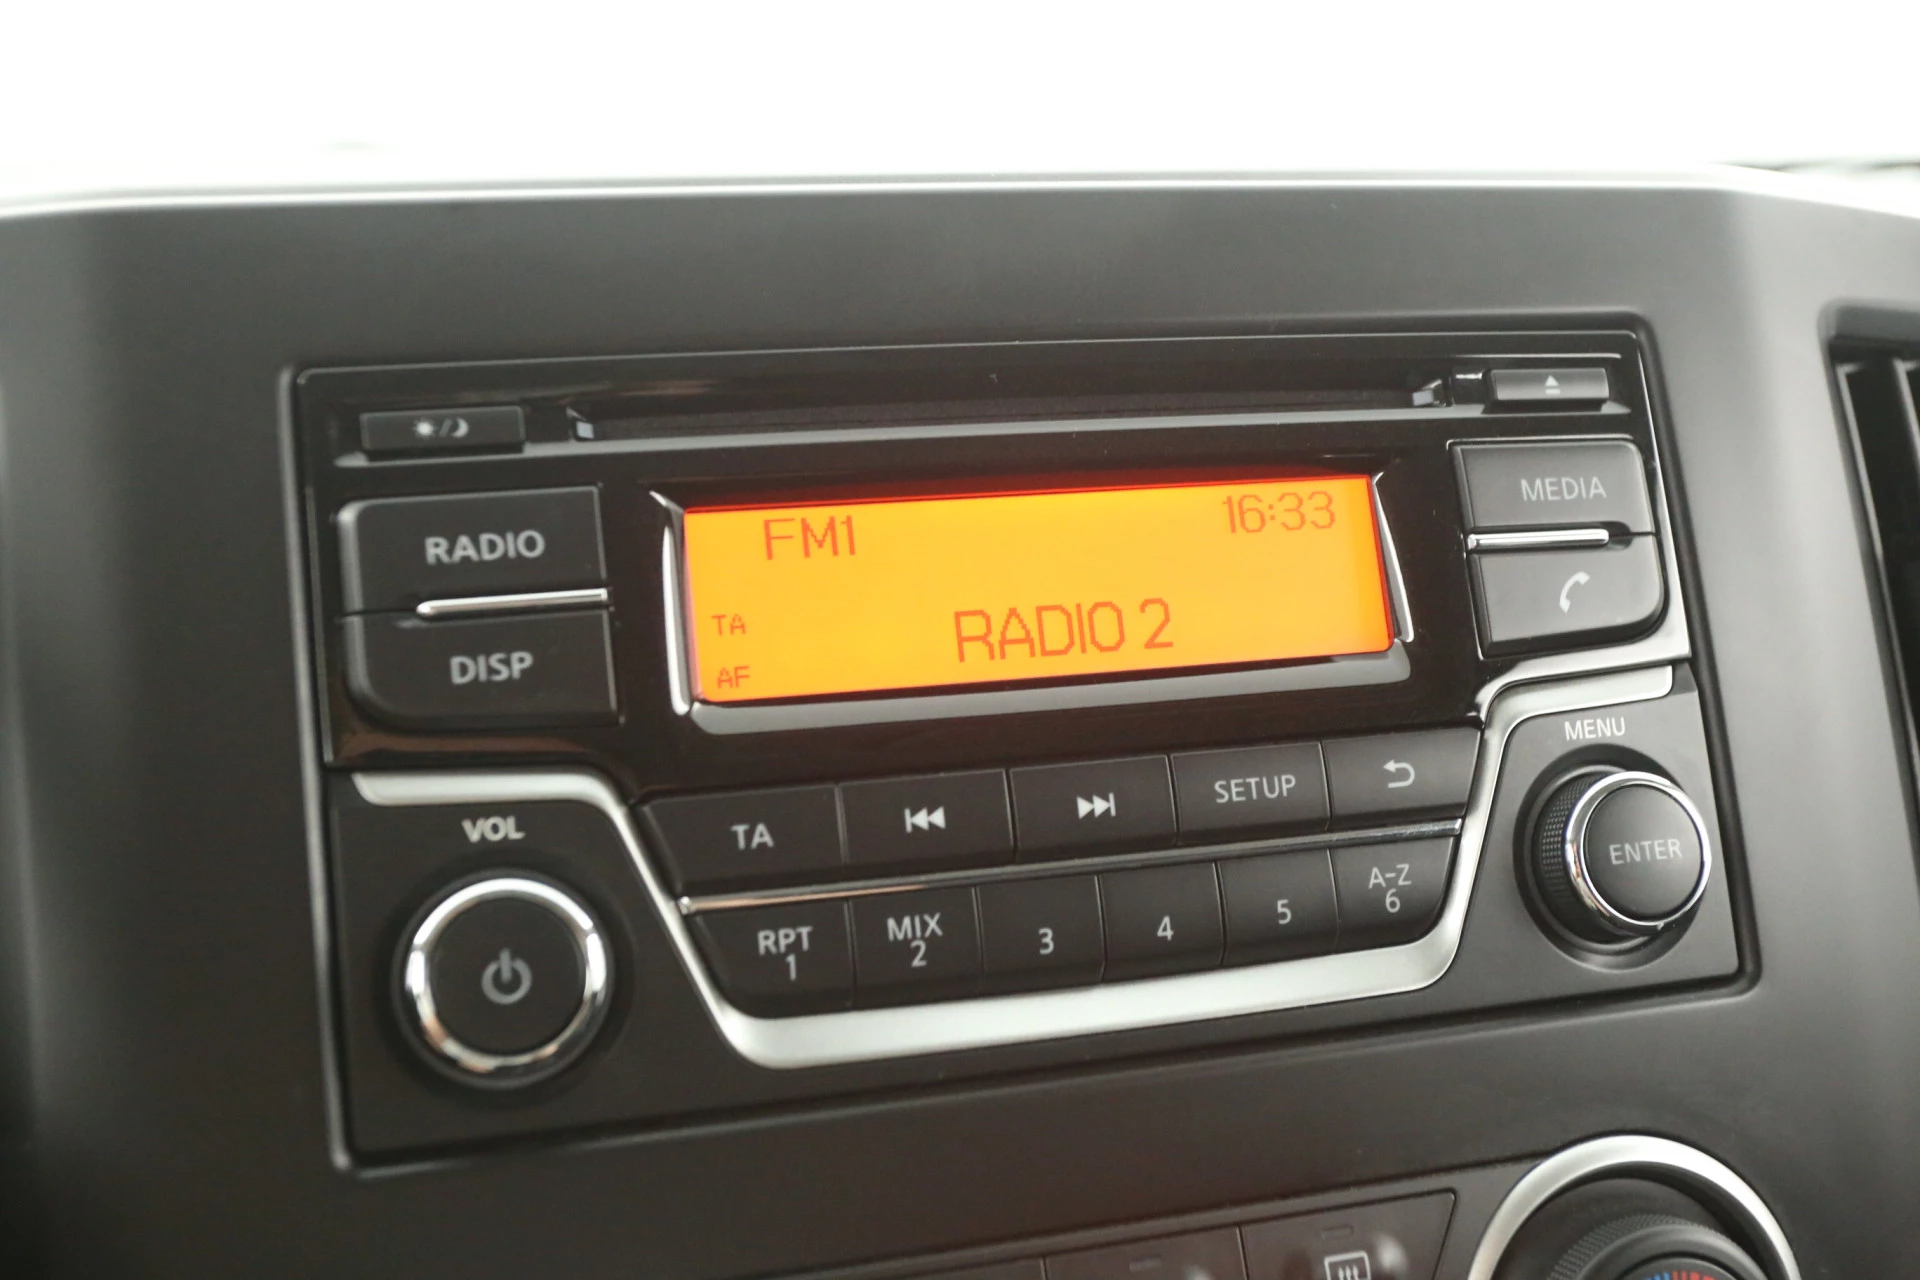 FM1 16:33
TA
RADIO 2
AF
RADIO
DISP
MEDIA
MENU
ENTER
VOL
TA
SETUP
RPT
1
MIX
2
3
4
5
A-Z
6